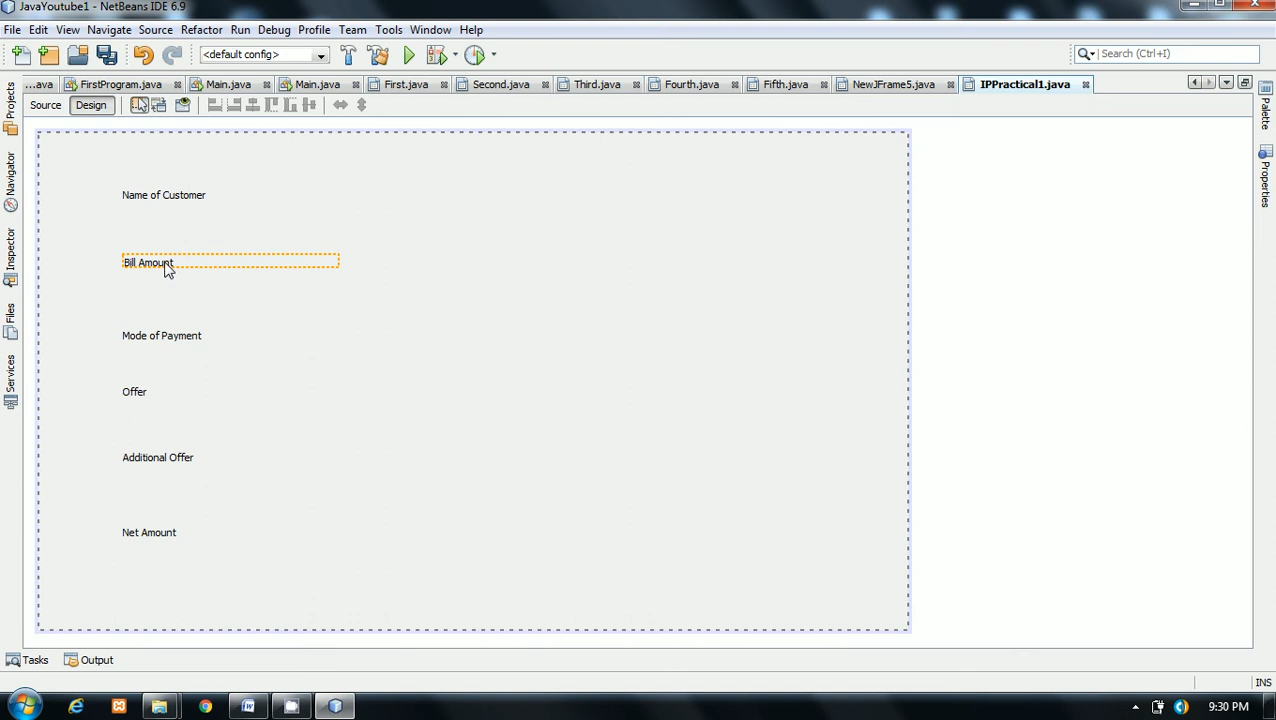 JavaYoutube1 - NetBeans IDE 6.9
File Edit View Navigate Source Refactor Run Debug Profile Team Tools Window Help
<default config>
Search (Ctrl+I)
...ava FirstProgram.java Main.java Main.java First.java Second.java Third.java Fourth.java Fifth.java NewJFrame5.java IPPractical1.java
Source Design
Projects
Navigator
Inspector
Files
Services
Palette
Properties
Name of Customer
Bill Amount
Mode of Payment
Offer
Additional Offer
Net Amount
Tasks Output
INS
9:30 PM